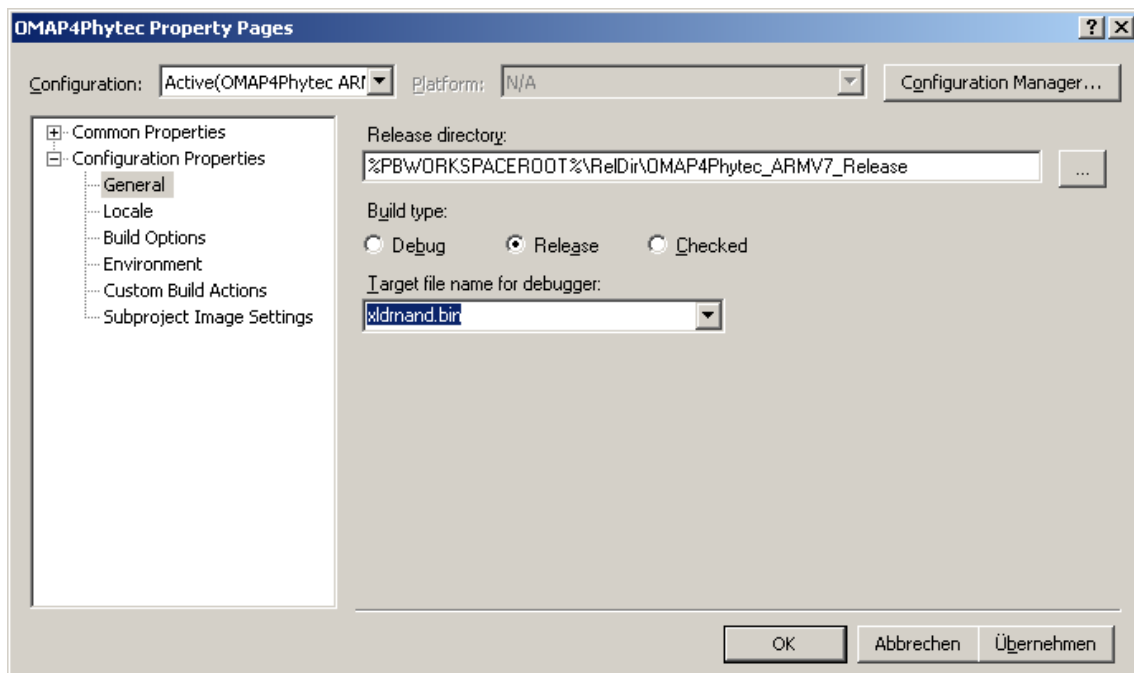 OMAP4Phytec Property Pages
Configuration: Active(OMAP4Phytec ARI Platform: N/A Configuration Manager...
Common Properties
Configuration Properties
General
Locale
Build Options
Environment
Custom Build Actions
Subproject Image Settings
Release directory:
%PBWORKSPACEROOT%\RelDir\OMAP4Phytec_ARMV7_Release ...
Build type:
Debug Release Checked
Target file name for debugger:
xldrnand.bin
OK Abbrechen Übernehmen